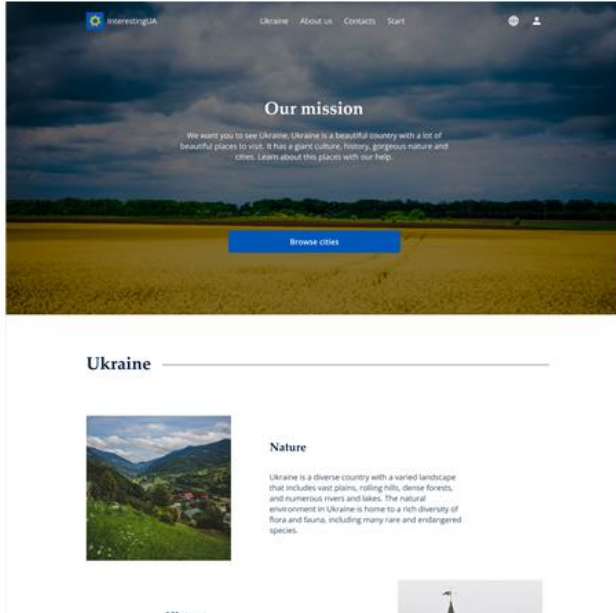 InterestingUA
Ukraine About us Contacts Start
Our mission
We want you to see Ukraine. Ukraine is a beautiful country with a lot of
beautiful places to visit. It has a giant culture, history, gorgeous nature and
cities. Learn about this places with our help.
Browse cities
Ukraine
Nature
Ukraine is a diverse country with a varied landscape
that includes vast plains, rolling hills, dense forests,
and numerous rivers and lakes. The natural
environment in Ukraine is home to a rich diversity of
flora and fauna, including many rare and endangered
species.